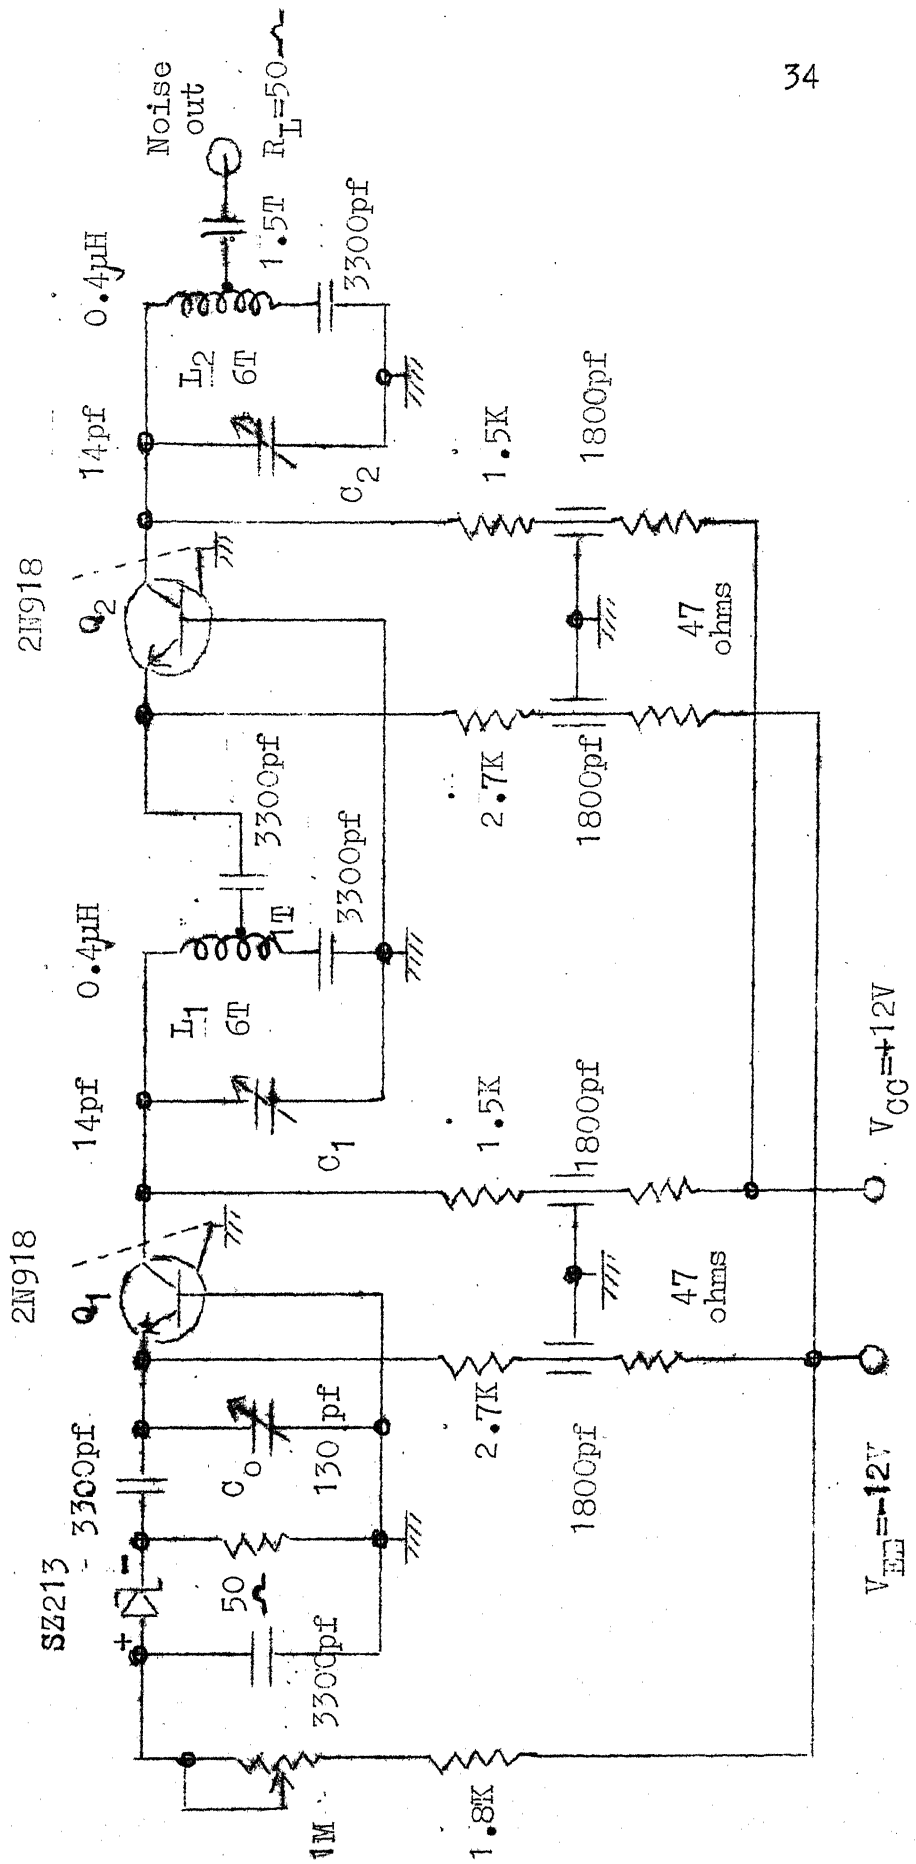 34
SZ213
+
-
3300pf
2N918
Q1
14pf
0.4µH
2N918
Q2
14pf
0.4µH
Noise
out
50
Co
130 pf
3300pf
C1
L1
6T
1T
3300pf
3300pf
C2
L2
6T
1.5T
RL=50
3300pf
1M
1.8K
2.7K
1.5K
2.7K
1.5K
1800pf
1800pf
1800pf
1800pf
47
ohms
47
ohms
VEE=-12V
VCC=+12V